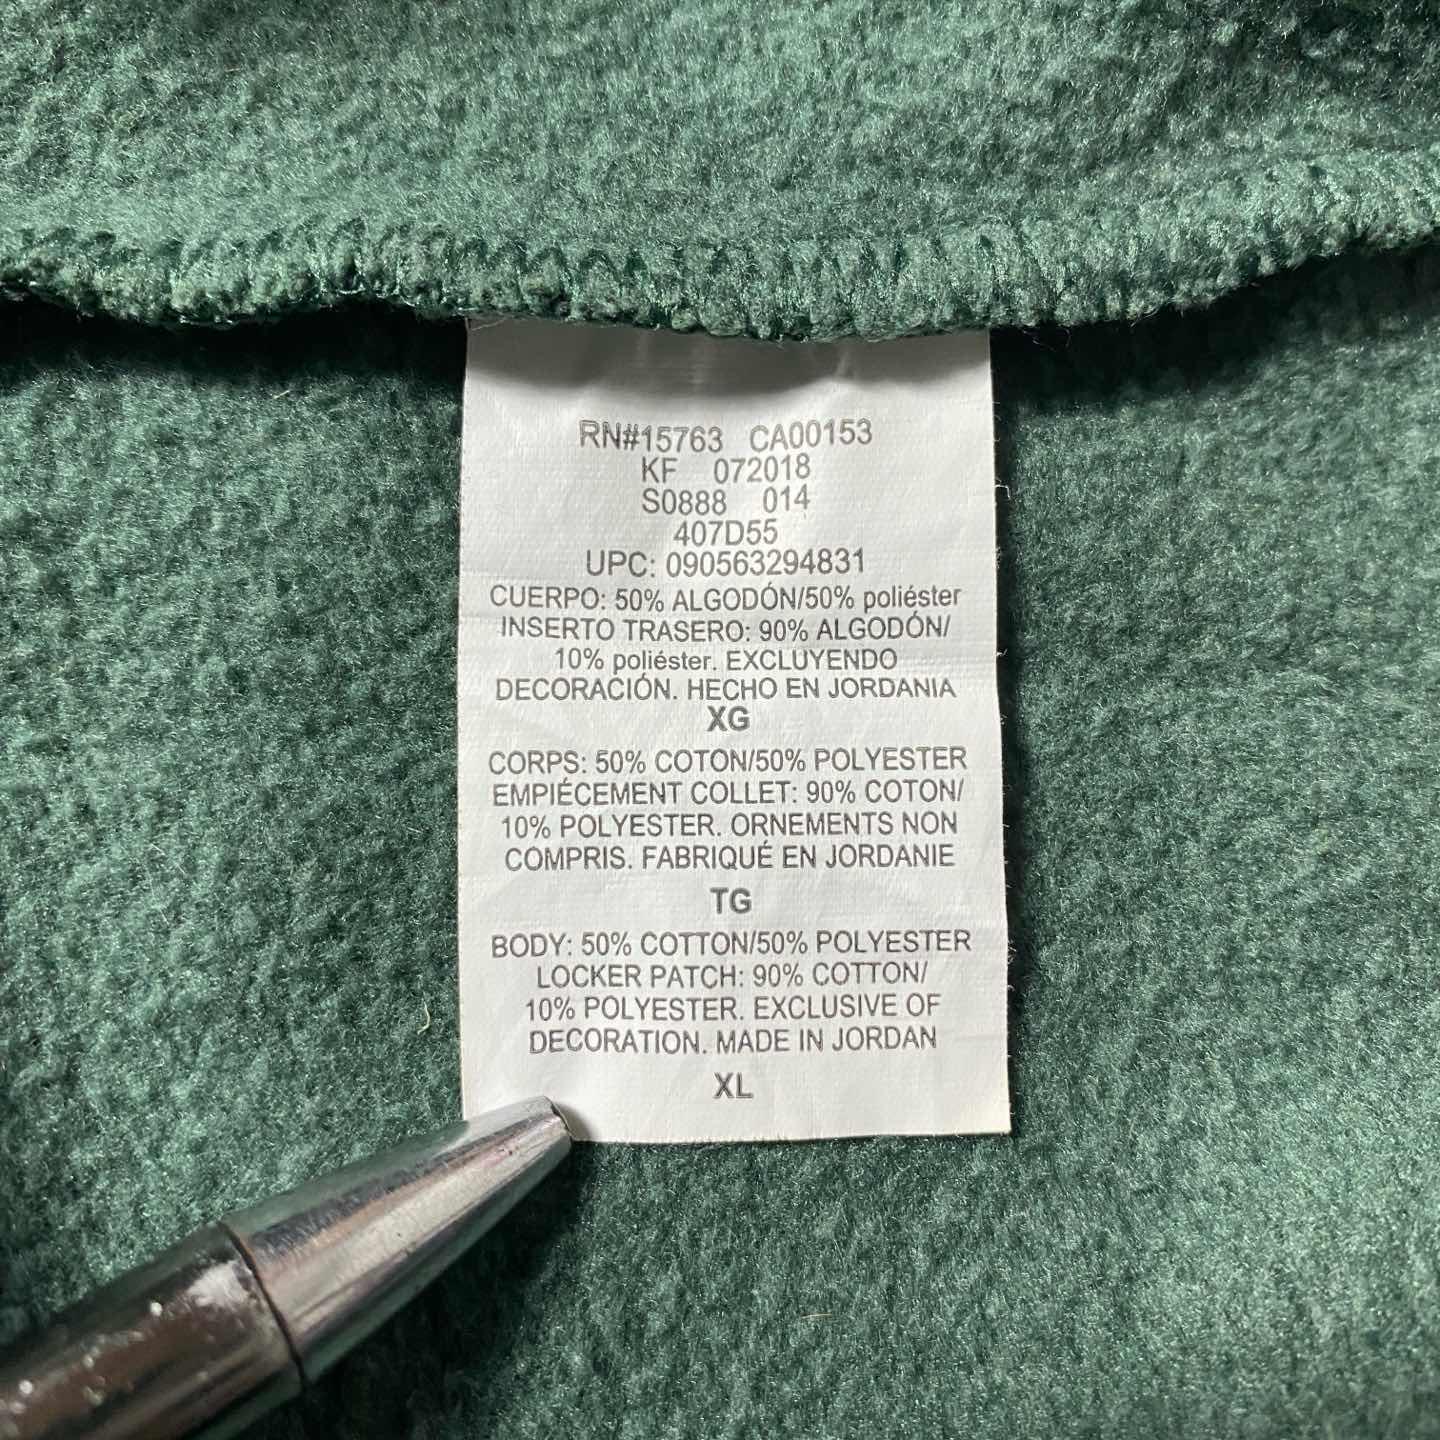 RN#15763 CA00153
KF 072018
S0888 014
407D55
UPC: 090563294831
CUERPO: 50% ALGODÓN/50% poliéster
INSERTO TRASERO: 90% ALGODÓN/
10% poliéster. EXCLUYENDO
DECORACIÓN. HECHO EN JORDANIA
XG
CORPS: 50% COTON/50% POLYESTER
EMPIÉCEMENT COLLET: 90% COTON/
10% POLYESTER. ORNEMENTS NON
COMPRIS. FABRIQUÉ EN JORDANIE
TG
BODY: 50% COTTON/50% POLYESTER
LOCKER PATCH: 90% COTTON/
10% POLYESTER. EXCLUSIVE OF
DECORATION. MADE IN JORDAN
XL